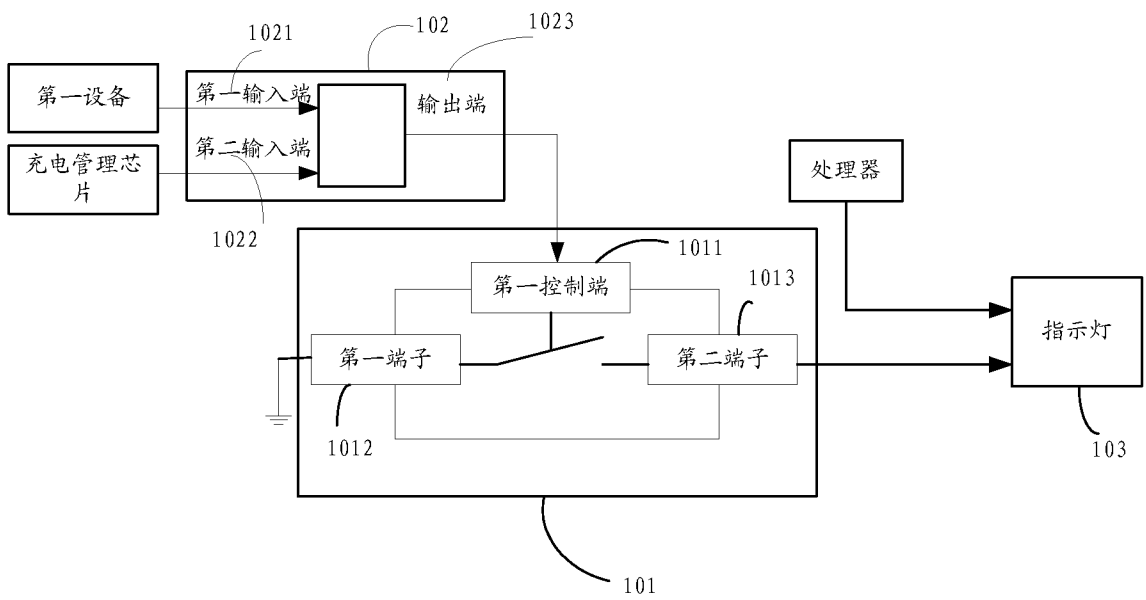 1021
102
1023
第一设备
第一输入端
输出端
充电管理芯
片
第二输入端
1022
处理器
1011
第一控制端
1013
第一端子
第二端子
指示灯
1012
103
101